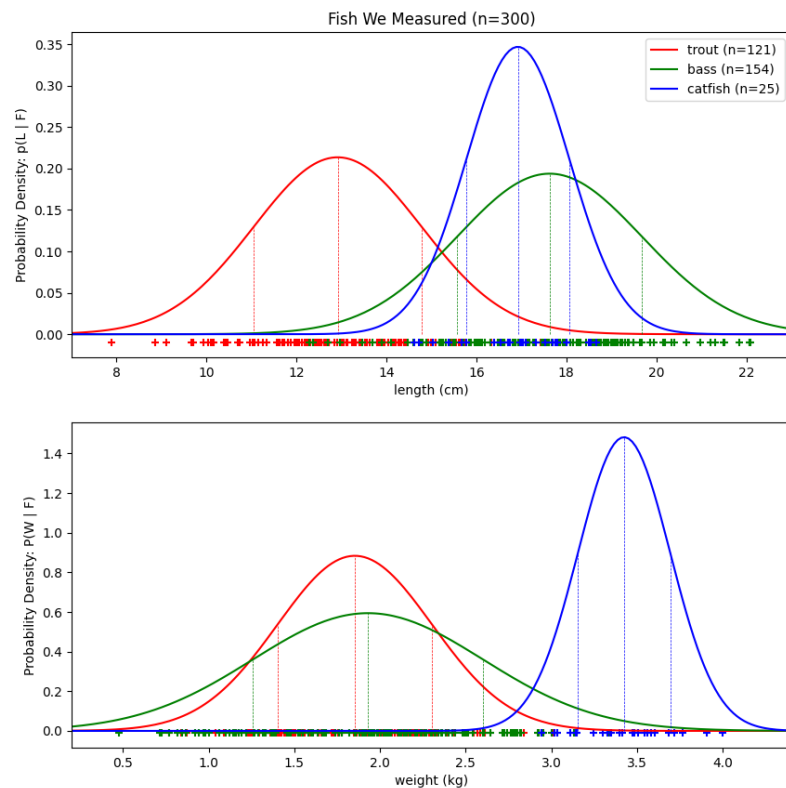 Fish We Measured (n=300)
Probability Density: p(L | F)
0.35
0.30
0.25
0.20
0.15
0.10
0.05
0.00
trout (n=121)
bass (n=154)
catfish (n=25)
8 10 12 14 16 18 20 22
length (cm)
Probability Density: P(W | F)
1.4
1.2
1.0
0.8
0.6
0.4
0.2
0.0
0.5 1.0 1.5 2.0 2.5 3.0 3.5 4.0
weight (kg)